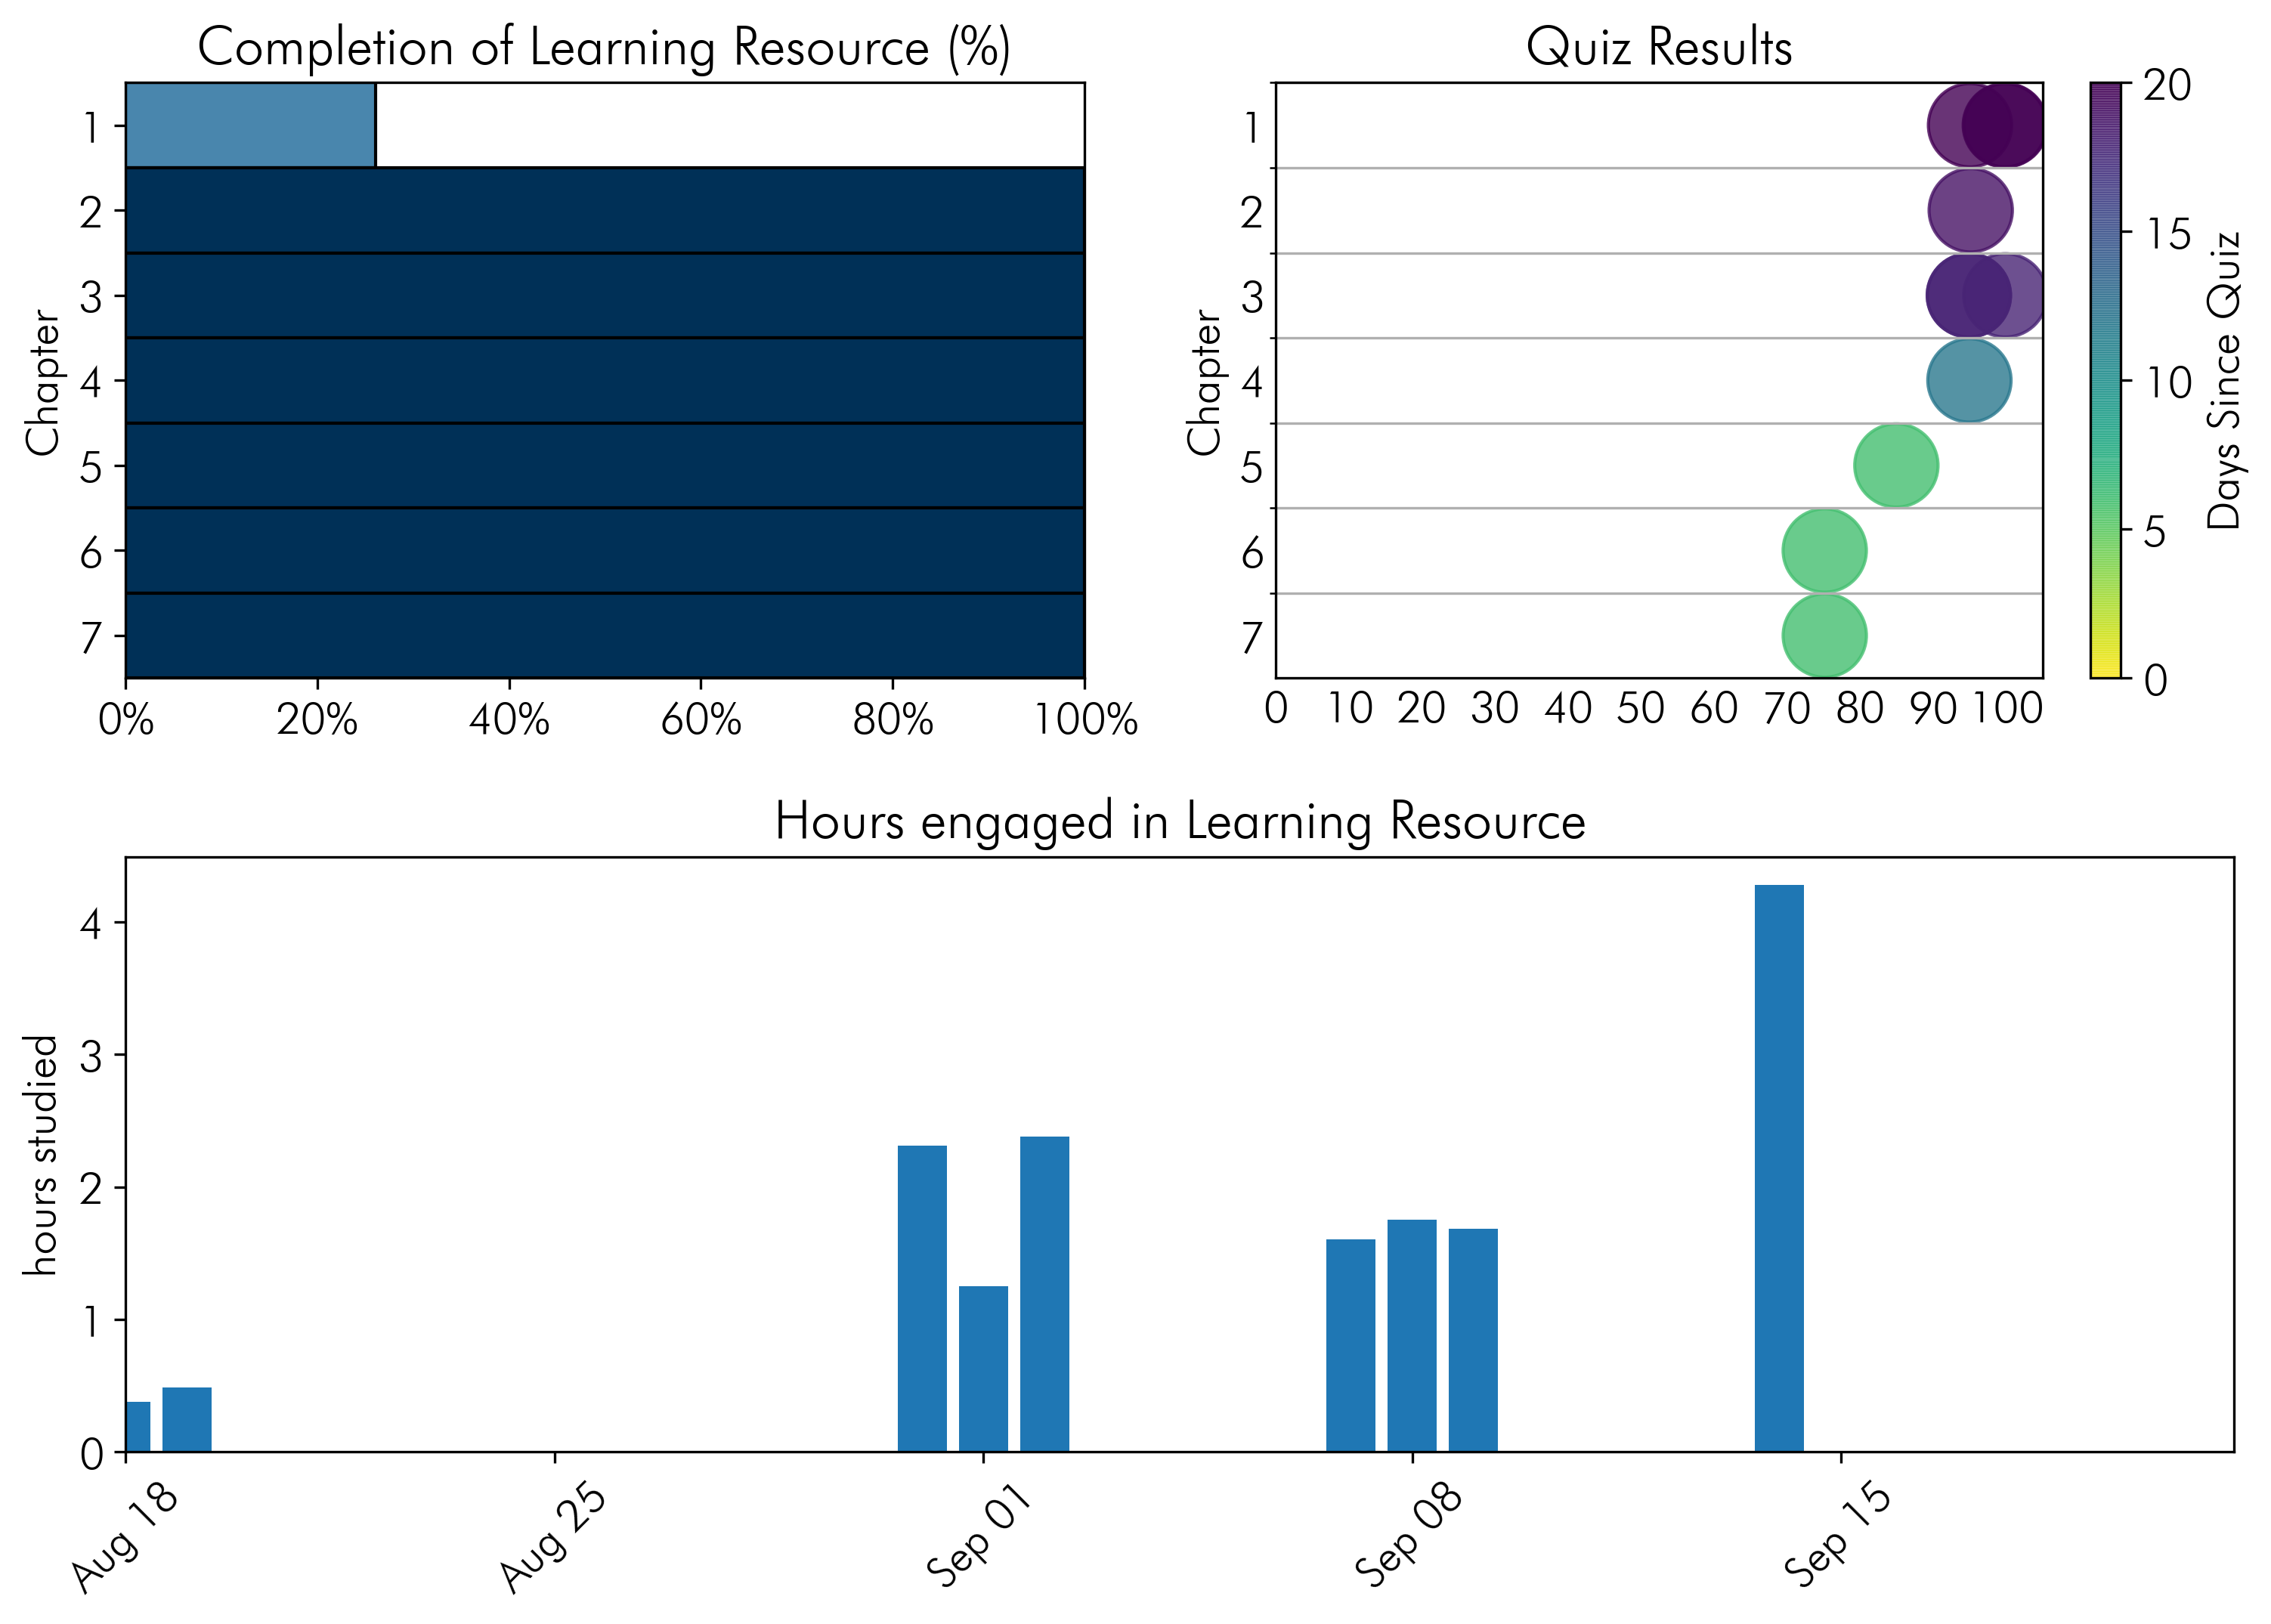 Completion of Learning Resource (%)
Chapter
1
2
3
4
5
6
7
0% 20% 40% 60% 80% 100%
Quiz Results
Chapter
1
2
3
4
5
6
7
0 10 20 30 40 50 60 70 80 90 100
20
15
10
5
0
Days Since Quiz
Hours engaged in Learning Resource
hours studied
4
3
2
1
0
Aug 18 Aug 25 Sep 01 Sep 08 Sep 15